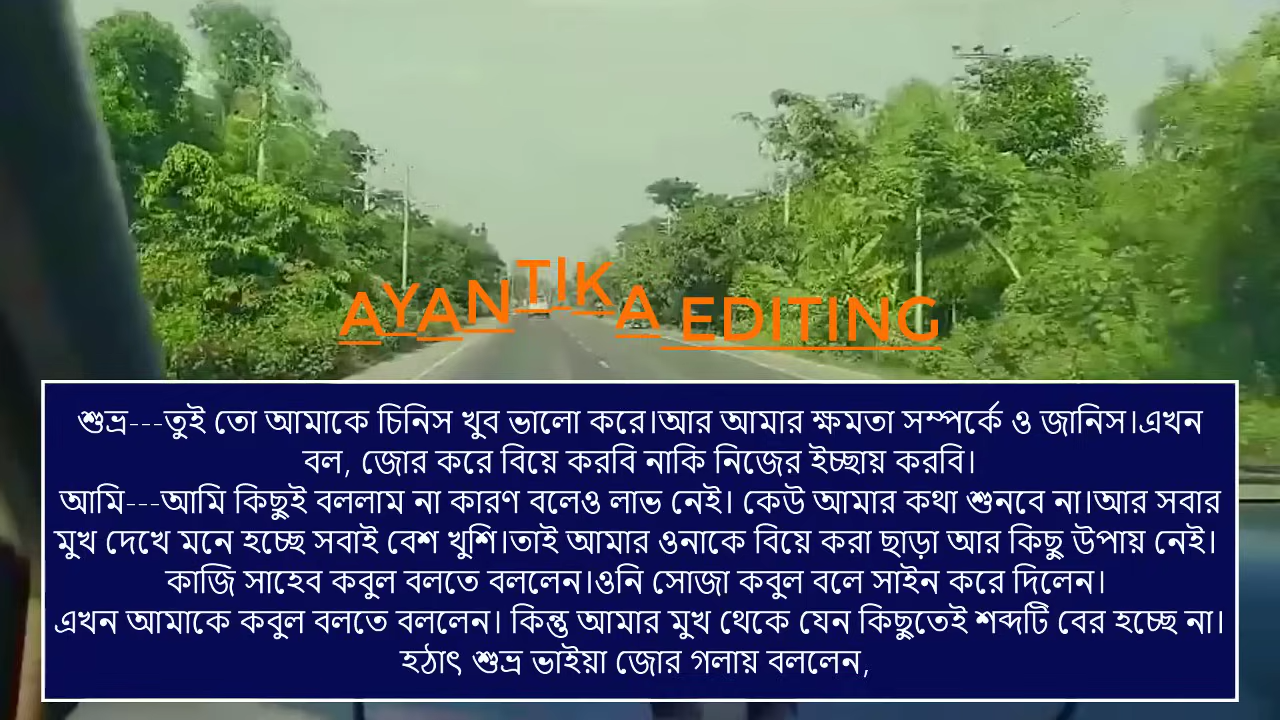 AYANTIKA EDITING
শুভ্র---তুই তো আমাকে চিনিস খুব ভালো করে।আর আমার ক্ষমতা সম্পর্কে ও জানিস।এখন
বল, জোর করে বিয়ে করবি নাকি নিজের ইচ্ছায় করবি।
আমি---আমি কিছুই বললাম না কারণ বলেও লাভ নেই। কেউ আমার কথা শুনবে না।আর সবার
মুখ দেখে মনে হচ্ছে সবাই বেশ খুশি।তাই আমার ওনাকে বিয়ে করা ছাড়া আর কিছু উপায় নেই।
কাজি সাহেব কবুল বলতে বললেন।ওনি সোজা কবুল বলে সাইন করে দিলেন।
এখন আমাকে কবুল বলতে বললেন। কিন্তু আমার মুখ থেকে যেন কিছুতেই শব্দটি বের হচ্ছে না।
হঠাৎ শুভ্র ভাইয়া জোর গলায় বললেন,